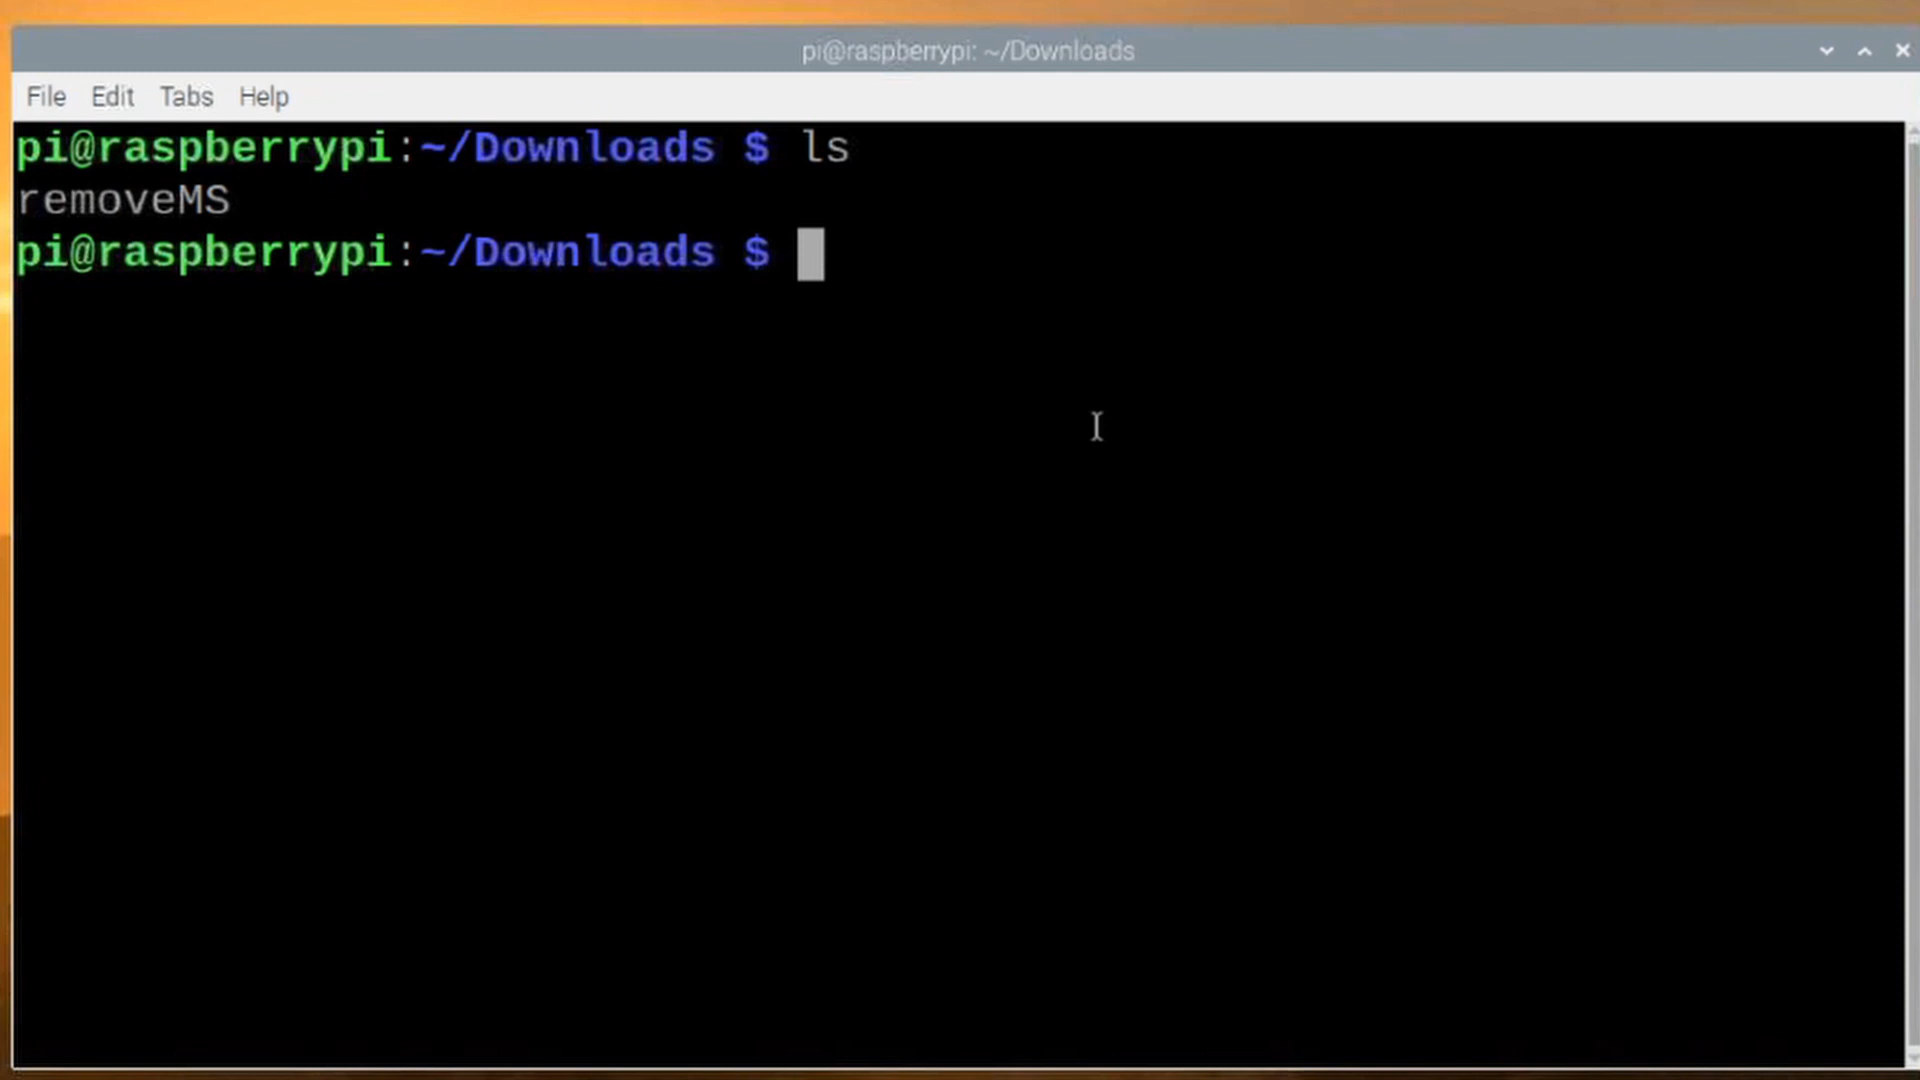 pi@raspberrypi: ~/Downloads
File Edit Tabs Help
pi@raspberrypi:~/Downloads $ ls
removeMS
pi@raspberrypi:~/Downloads $